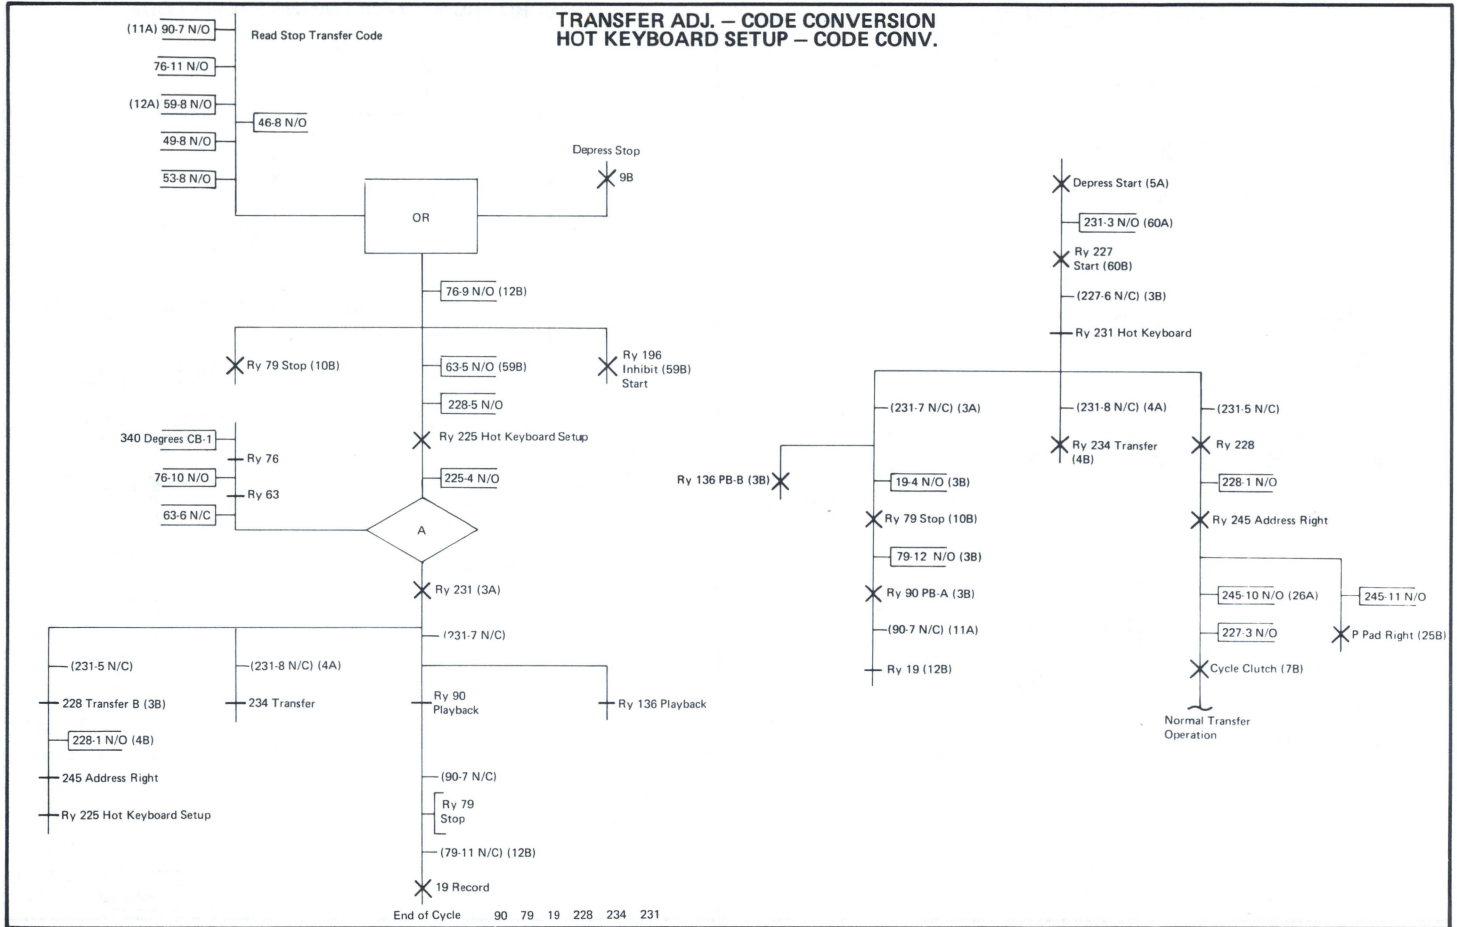 TRANSFER ADJ. – CODE CONVERSION
HOT KEYBOARD SETUP – CODE CONV.
(11A) 90-7 N/O
Read Stop Transfer Code
76-11 N/O
(12A) 59-8 N/O
46-8 N/O
49-8 N/O
53-8 N/O
Depress Stop
9B
OR
76-9 N/O (12B)
Ry 79 Stop (10B)
63-5 N/O (59B)
Ry 196
Inhibit (59B)
Start
228-5 N/O
340 Degrees CB-1
Ry 225 Hot Keyboard Setup
Ry 76
76-10 N/O
225-4 N/O
Ry 63
63-6 N/C
A
Ry 231 (3A)
(231-7 N/C)
(231-5 N/C)
(231-8 N/C) (4A)
228 Transfer B (3B)
234 Transfer
Ry 90
Playback
Ry 136 Playback
228-1 N/O (4B)
245 Address Right
(90-7 N/C)
Ry 225 Hot Keyboard Setup
Ry 79
Stop
(79-11 N/C) (12B)
19 Record
End of Cycle 90 79 19 228 234 231
Depress Start (5A)
231-3 N/O (60A)
Ry 227
Start (60B)
(227-6 N/C) (3B)
Ry 231 Hot Keyboard
(231-7 N/C) (3A)
(231-8 N/C) (4A)
(231-5 N/C)
Ry 234 Transfer
(4B)
Ry 228
Ry 136 PB-B (3B)
19-4 N/O (3B)
228-1 N/O
Ry 79 Stop (10B)
Ry 245 Address Right
79-12 N/O (3B)
Ry 90 PB-A (3B)
245-10 N/O (26A)
245-11 N/O
(90-7 N/C) (11A)
227-3 N/O
P Pad Right (25B)
Ry 19 (12B)
Cycle Clutch (7B)
Normal Transfer
Operation